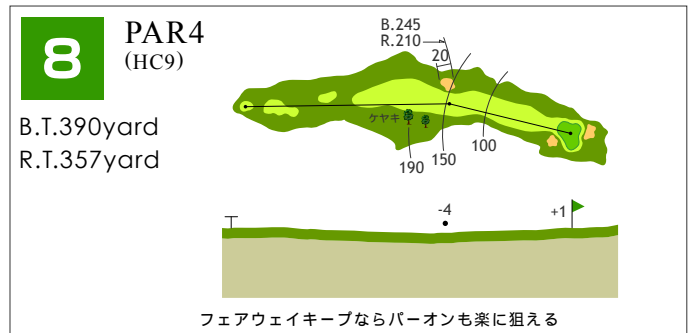 8
PAR4
(HC9)
B.T.390yard
R.T.357yard
B.245
R.210
20
ケヤキ
190
150
100
-4
+1
フェアウェイキープならパーオンも楽に狙える